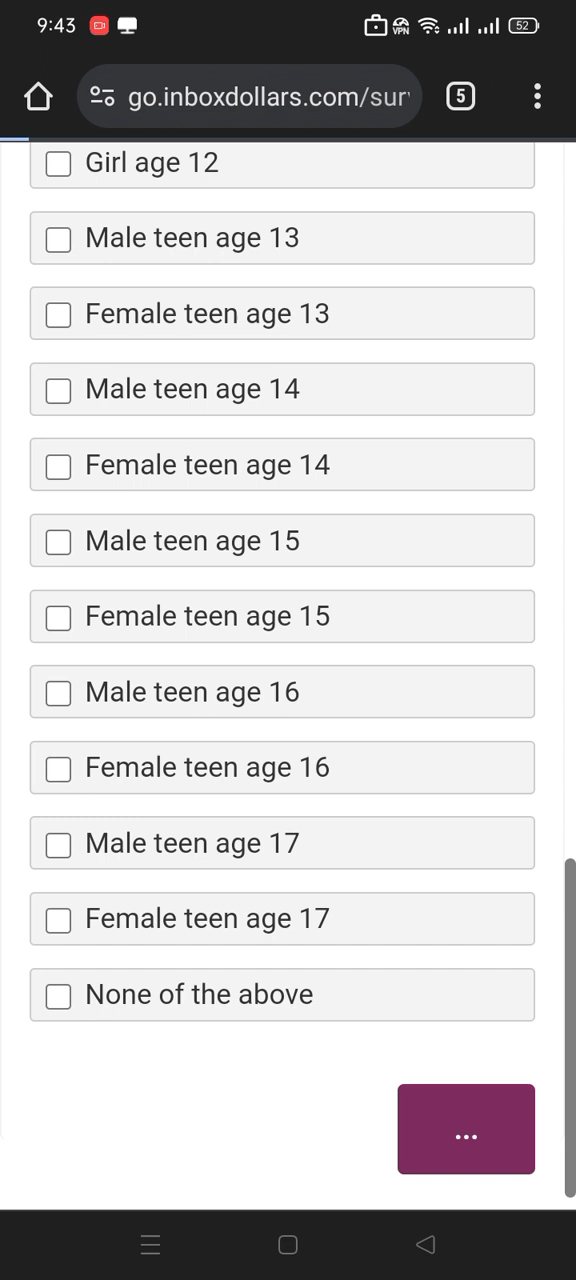 9:43
VPN
52
go.inboxdollars.com/sur
5
Girl age 12
Male teen age 13
Female teen age 13
Male teen age 14
Female teen age 14
Male teen age 15
Female teen age 15
Male teen age 16
Female teen age 16
Male teen age 17
Female teen age 17
None of the above
...